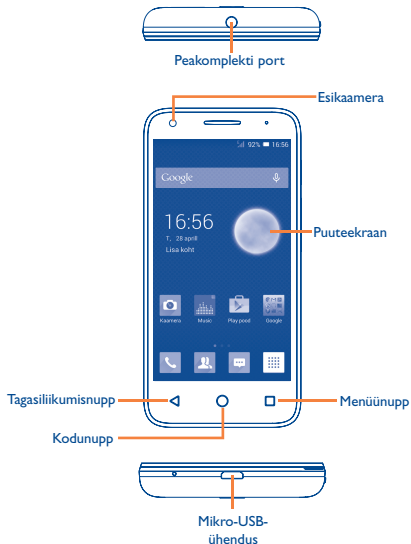 Peakomplekti port
Esikaamera
92% 16:56
Google
16:56
T, 28 aprill
Lisa koht
Puuteekraan
Kaamera Music Play pood Google
Tagasiliikumisnupp
Menüünupp
Kodunupp
Mikro-USB-
ühendus